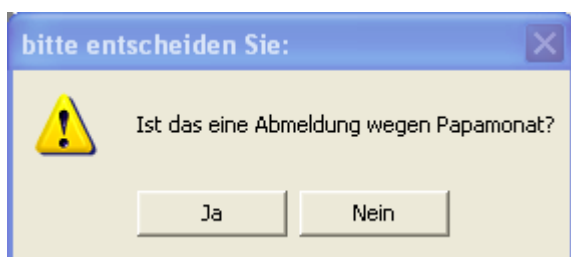 bitte entscheiden Sie:
Ist das eine Abmeldung wegen Papamonat?
Ja
Nein